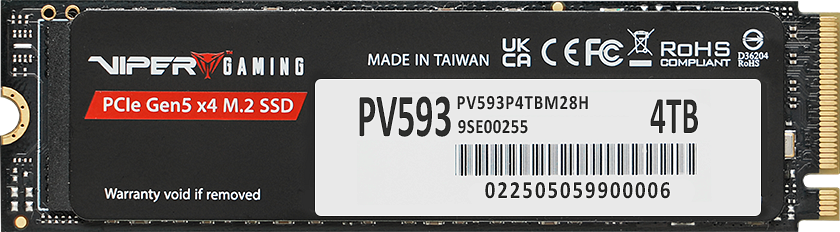 VIPER GAMING
PCIe Gen5 x4 M.2 SSD
Warranty void if removed
MADE IN TAIWAN UK CA CE FC RoHS COMPLIANT D36204 RoHS
PV593 PV593P4TBM28H
9SE00255
4TB
022505059900006